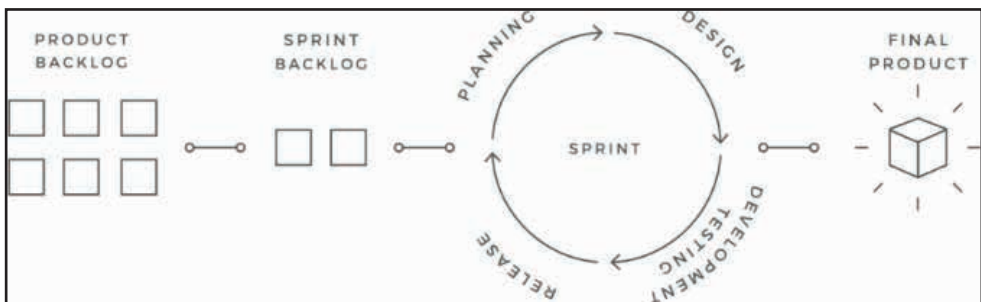 PRODUCT
BACKLOG
SPRINT
BACKLOG
PLANNING
DESIGN
SPRINT
DEVELOPMENT
TESTING
RELEASE
FINAL
PRODUCT